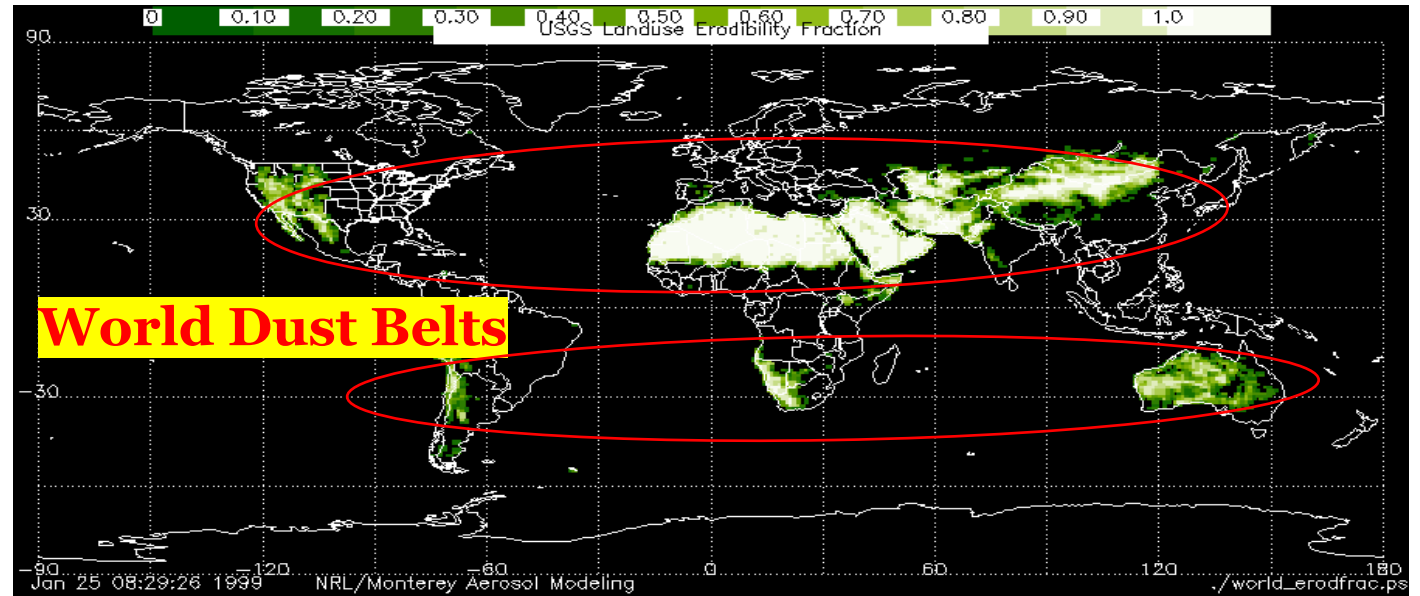 0 0.10 0.20 0.30 0.40 0.50 0.60 0.70 0.80 0.90 1.0
USGS Landuse Erodibility Fraction
90
30
World Dust Belts
-30
-90
-120 -60 0 60 120 180
Jan 25 08:29:26 1999 NRL/Monterey Aerosol Modeling ./world_erodfrac.ps